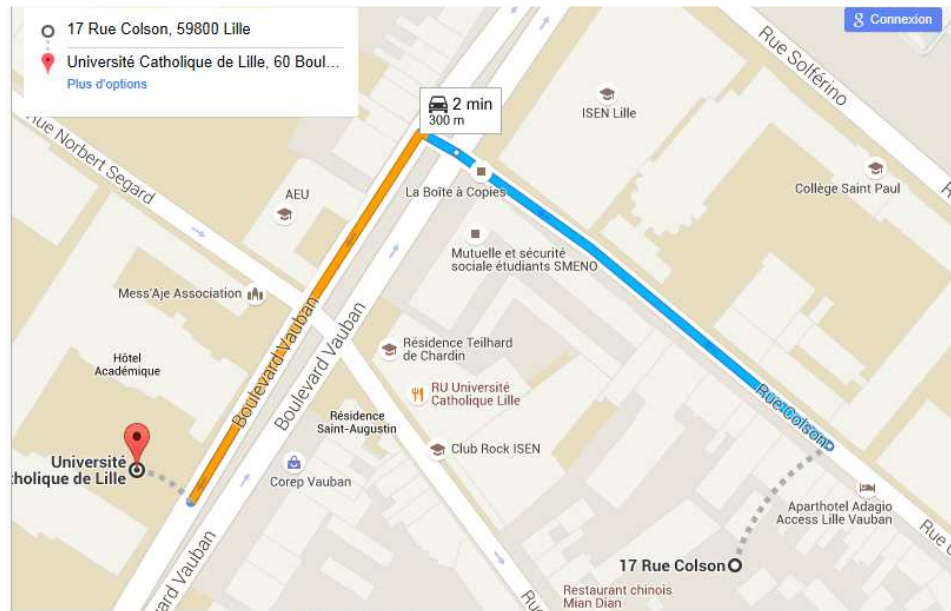 17 Rue Colson, 59800 Lille
Université Catholique de Lille, 60 Boul...
Plus d'options
g Connexion
Rue Solférino
Rue Norbert Segard
2 min
300 m
ISEN Lille
La Boîte à Copies
Collège Saint Paul
AEU
Mutuelle et sécurité
sociale étudiants SMENO
Mess'Aje Association
Boulevard Vauban
Boulevard Vauban
Hôtel
Académique
Résidence Teilhard
de Chardin
RU Université
Catholique Lille
Rue Colson
Résidence
Saint-Augustin
Club Rock ISEN
Université
tholique de Lille
Corep Vauban
Aparthotel Adagio
Access Lille Vauban
Vauban
17 Rue Colson
Restaurant chinois
Mian Dian